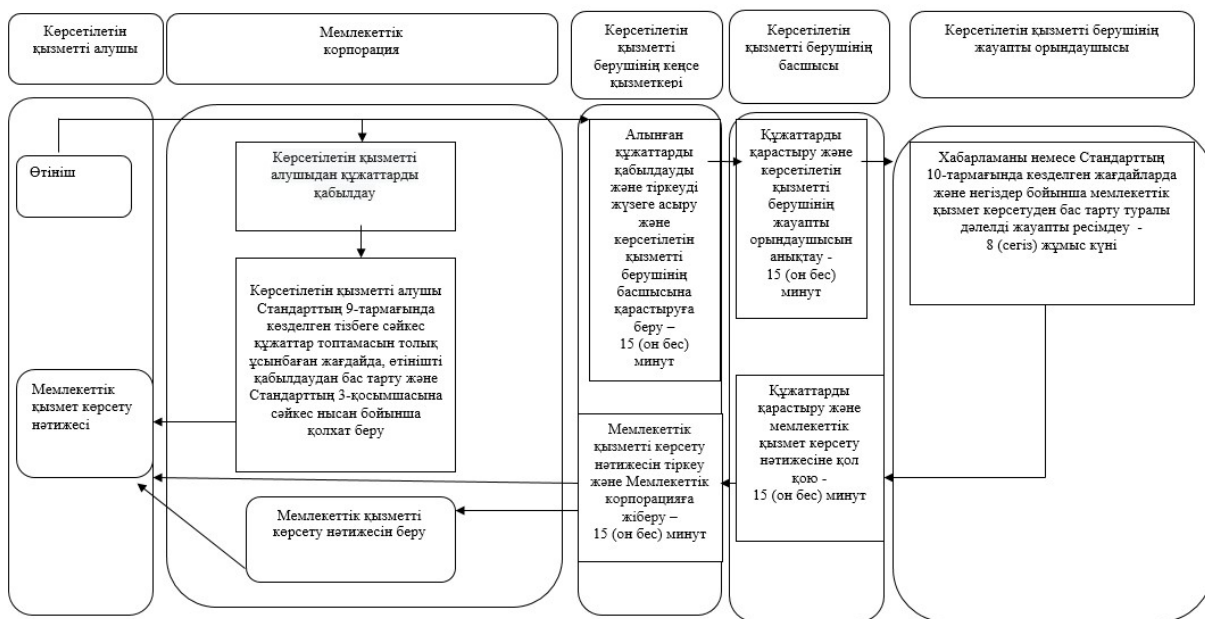 Көрсетілетін
қызметті алушы
Мемлекеттік
корпорация
Көрсетілетін
қызметті
берушінің кеңсе
қызметкері
Көрсетілетін
қызметті берушінің
басшысы
Көрсетілетін қызметті берушінің
жауапты орындаушысы
Өтініш
Көрсетілетін қызметті
алушыдан құжаттарды
қабылдау
Көрсетілетін қызметті алушы
Стандарттың 9-тармағында
көзделген тізбеге сәйкес
құжаттар топтамасын толық
ұсынбаған жағдайда, өтінішті
қабылдаудан бас тарту және
Стандарттың 3-қосымшасына
сәйкес нысан бойынша
қолхат беру
Алынған
құжаттарды
қабылдауды
және тіркеуді
жүзеге асыру
және
көрсетілетін
қызметті
берушінің
басшысына
қарастыруға
беру –
15 (он бес)
минут
Құжаттарды
қарастыру және
көрсетілетін
қызметті
берушінің
жауапты
орындаушысын
анықтау -
15 (он бес)
минут
Хабарламаны немесе Стандарттың
10-тармағында көзделген жағдайларда
және негіздер бойынша мемлекеттік
қызмет көрсетуден бас тарту туралы
дәлелді жауапты ресімдеу -
8 (сегіз) жұмыс күні
Мемлекеттік
қызмет көрсету
нәтижесі
Мемлекеттік қызметті
көрсету нәтижесін беру
Мемлекеттік
қызметті көрсету
нәтижесін тіркеу
және Мемлекеттік
корпорацияға
жіберу –
15 (он бес) минут
Құжаттарды
қарастыру және
мемлекеттік
қызмет көрсету
нәтижесіне қол
қою -
15 (он бес) минут